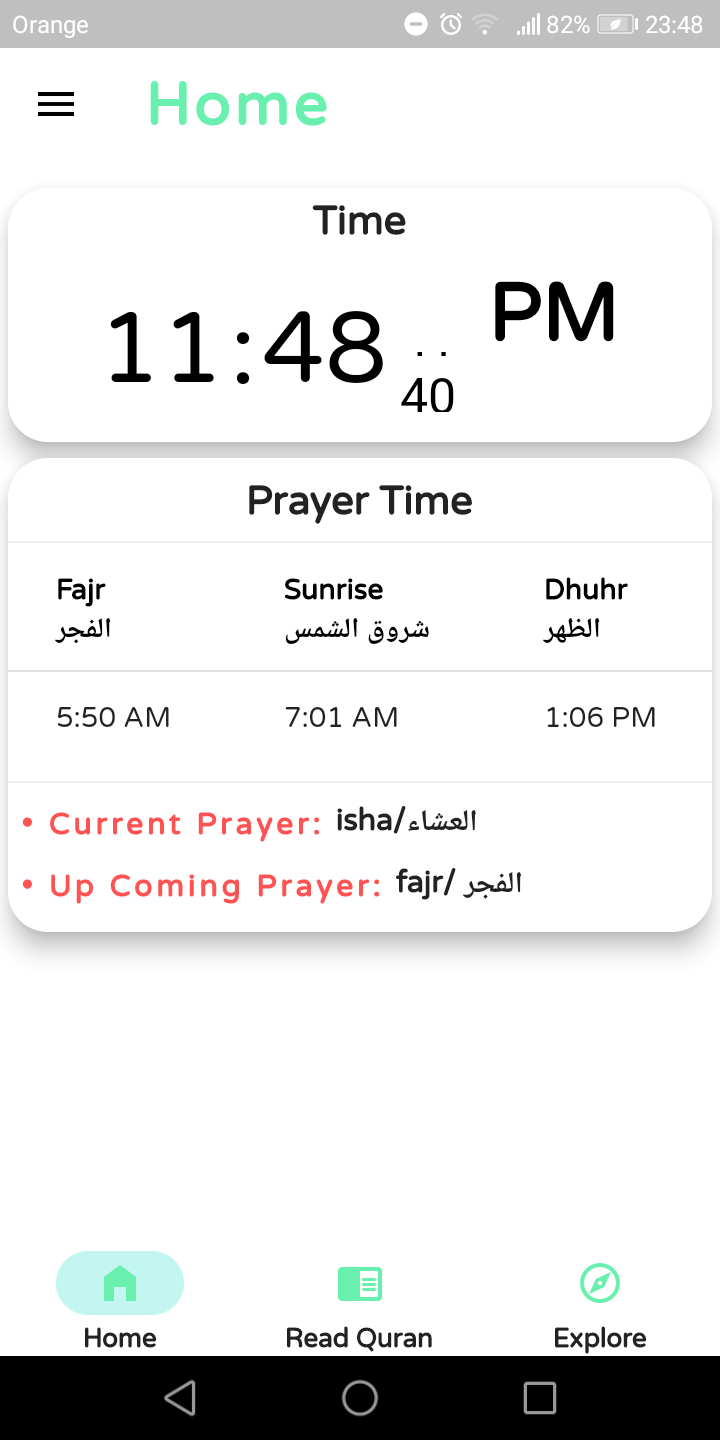 Orange 82% 23:48
Home
Time
11:48 40 PM
Prayer Time
Fajr Sunrise Dhuhr
الفجر شروق الشمس الظهر
5:50 AM 7:01 AM 1:06 PM
• Current Prayer: isha/العشاء
• Up Coming Prayer: fajr/ الفجر
Home Read Quran Explore